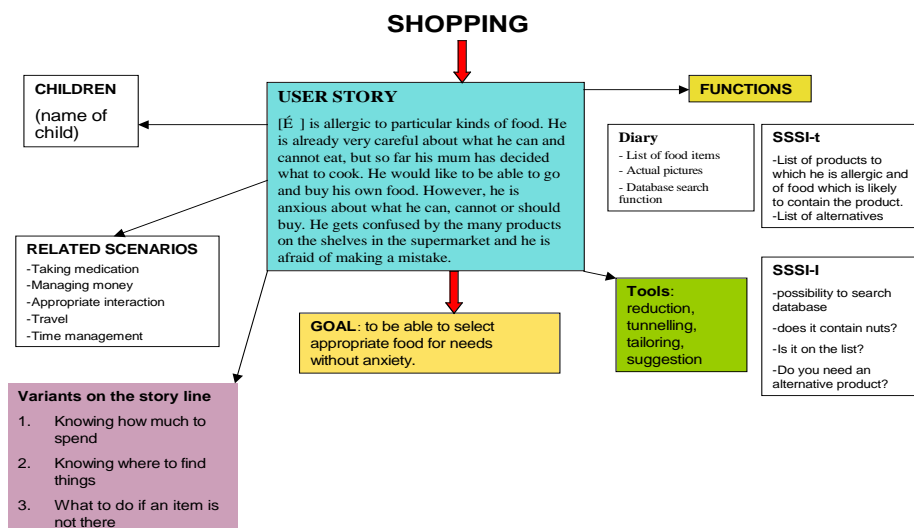 SHOPPING
CHILDREN
(name of
child)
USER STORY
[É ] is allergic to particular kinds of food. He
is already very careful about what he can and
cannot eat, but so far his mum has decided
what to cook. He would like to be able to go
and buy his own food. However, he is
anxious about what he can, cannot or should
buy. He gets confused by the many products
on the shelves in the supermarket and he is
afraid of making a mistake.
FUNCTIONS
Diary
- List of food items
- Actual pictures
- Database search
function
SSSI-t
-List of products to
which he is allergic and
of food which is likely
to contain the product.
-List of alternatives
RELATED SCENARIOS
-Taking medication
-Managing money
-Appropriate interaction
-Travel
-Time management
GOAL: to be able to select
appropriate food for needs
without anxiety.
Tools:
reduction,
tunnelling,
tailoring,
suggestion
SSSI-I
-possibility to search
database
-does it contain nuts?
-Is it on the list?
-Do you need an
alternative product?
Variants on the story line
1. Knowing how much to
spend
2. Knowing where to find
things
3. What to do if an item is
not there